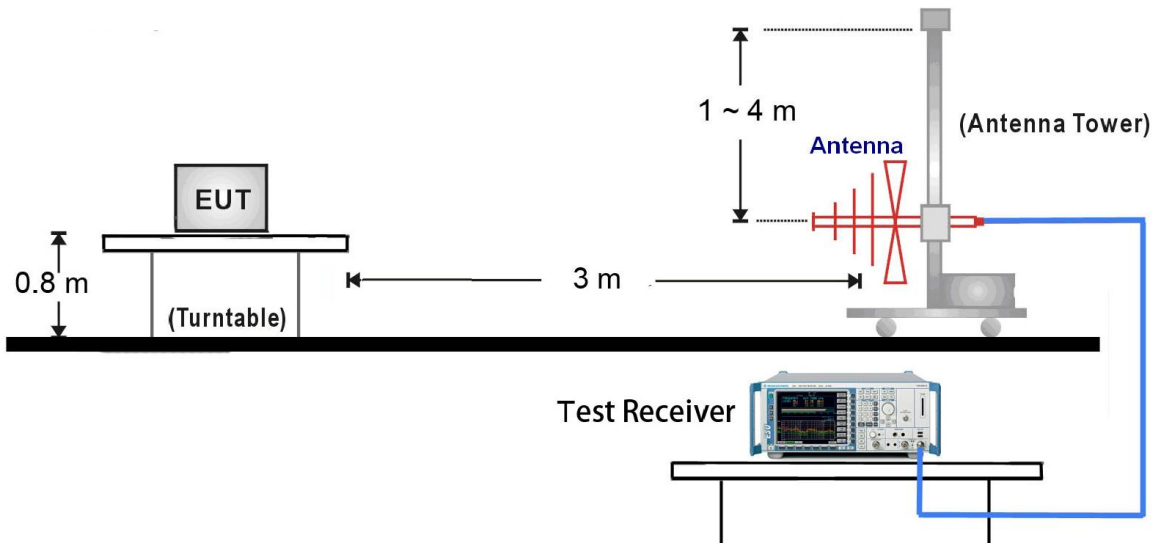 1 ~ 4 m
(Antenna Tower)
Antenna
EUT
0.8 m
3 m
(Turntable)
Test Receiver